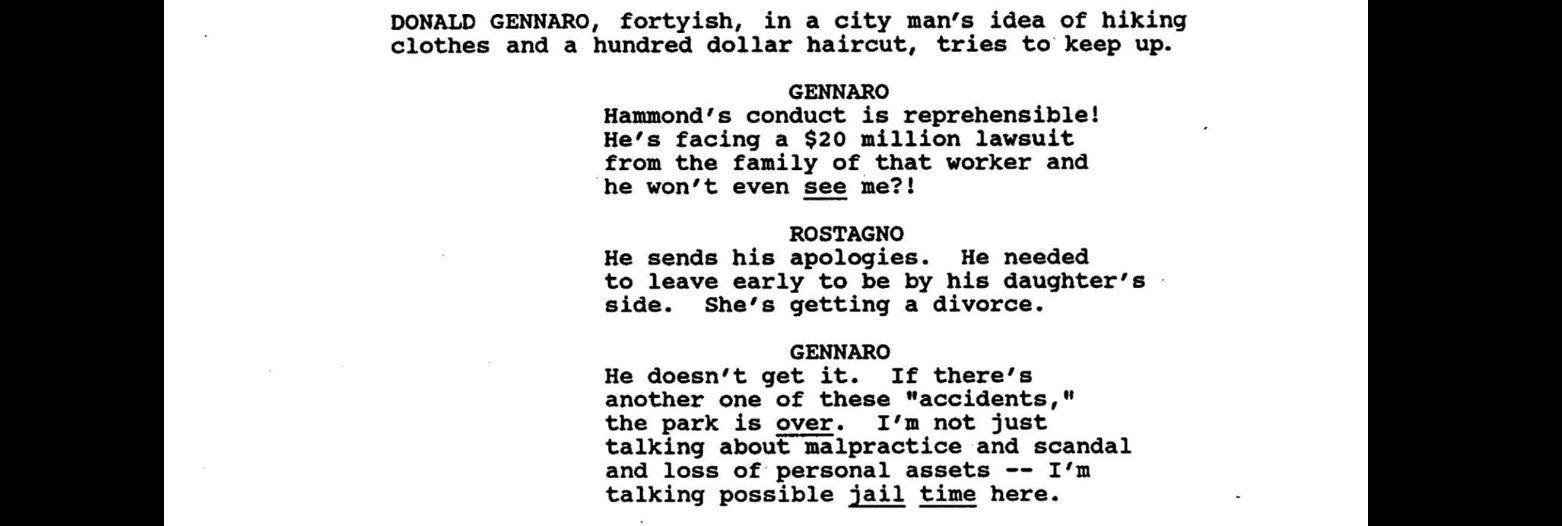 DONALD GENNARO, fortyish, in a city man's idea of hiking
clothes and a hundred dollar haircut, tries to keep up.
GENNARO
Hammond's conduct is reprehensible!
He's facing a $20 million lawsuit
from the family of that worker and
he won't even see me?!
ROSTAGNO
He sends his apologies.  He needed
to leave early to be by his daughter's
side.  She's getting a divorce.
GENNARO
He doesn't get it.  If there's
another one of these "accidents,"
the park is over.  I'm not just
talking about malpractice and scandal
and loss of personal assets -- I'm
talking possible jail time here.